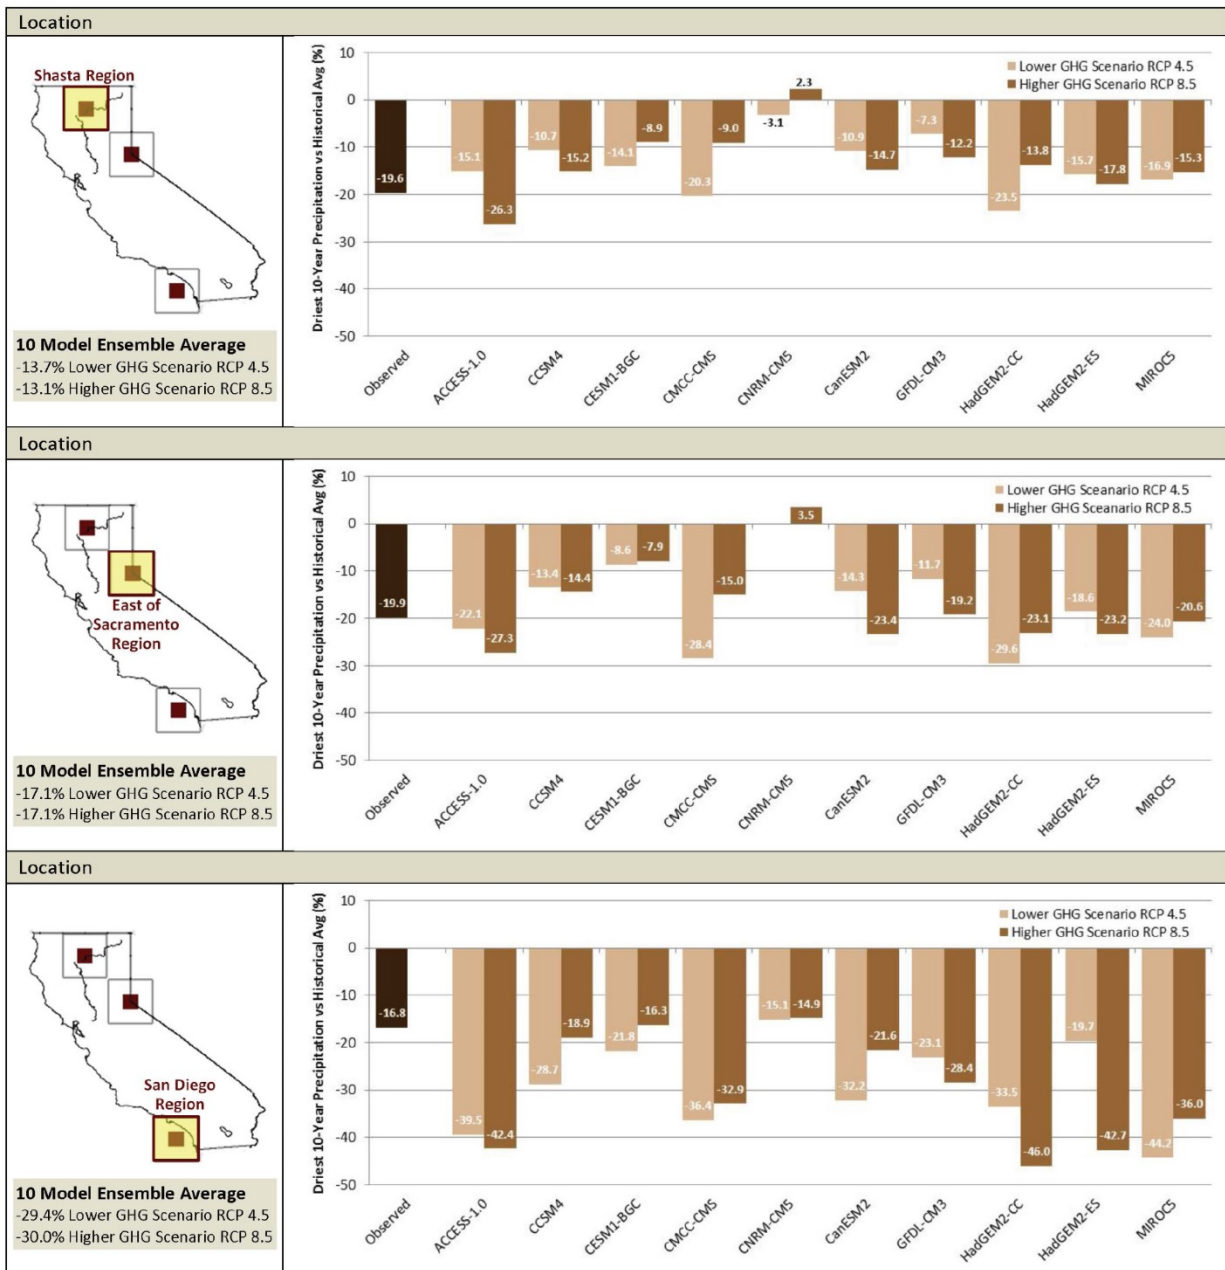 Location
Shasta Region
10 Model Ensemble Average
-13.7% Lower GHG Scenario RCP 4.5
-13.1% Higher GHG Scenario RCP 8.5
Driest 10-Year Precipitation vs Historical Avg (%)
10
0
-10
-20
-30
-40
-50
Lower GHG Scenario RCP 4.5
Higher GHG Scenario RCP 8.5
-19.6
-15.1
-26.3
-10.7
-15.2
-14.1
-8.9
-20.3
-9.0
-3.1
2.3
-10.9
-14.7
-7.3
-12.2
-23.5
-13.8
-15.7
-17.8
-16.9
-15.3
Observed
ACCESS-1.0
CCSM4
CESM1-BGC
CMCC-CMS
CNRM-CM5
CanESM2
GFDL-CM3
HadGEM2-CC
HadGEM2-ES
MIROC5
Location
East of
Sacramento
Region
10 Model Ensemble Average
-17.1% Lower GHG Scenario RCP 4.5
-17.1% Higher GHG Scenario RCP 8.5
Driest 10-Year Precipitation vs Historical Avg (%)
10
0
-10
-20
-30
-40
-50
Lower GHG Sceanario RCP 4.5
Higher GHG Sceanario RCP 8.5
-19.9
-22.1
-27.3
-13.4
-14.4
-8.6
-7.9
-28.4
-15.0
3.5
-14.3
-23.4
-11.7
-19.2
-29.6
-23.1
-18.6
-23.2
-24.0
-20.6
Observed
ACCESS-1.0
CCSM4
CESM1-BGC
CMCC-CMS
CNRM-CM5
CanESM2
GFDL-CM3
HadGEM2-CC
HadGEM2-ES
MIROC5
Location
San Diego
Region
10 Model Ensemble Average
-29.4% Lower GHG Scenario RCP 4.5
-30.0% Higher GHG Scenario RCP 8.5
Driest 10-Year Precipitation vs Historical Avg (%)
10
0
-10
-20
-30
-40
-50
Lower GHG Scenario RCP 4.5
Higher GHG Scenario RCP 8.5
-16.8
-39.5
-42.4
-28.7
-18.9
-21.8
-16.3
-36.4
-32.9
-15.1
-14.9
-32.2
-21.6
-23.1
-28.4
-33.5
-46.0
-19.7
-42.7
-44.2
-36.0
Observed
ACCESS-1.0
CCSM4
CESM1-BGC
CMCC-CMS
CNRM-CM5
CanESM2
GFDL-CM3
HadGEM2-CC
HadGEM2-ES
MIROC5